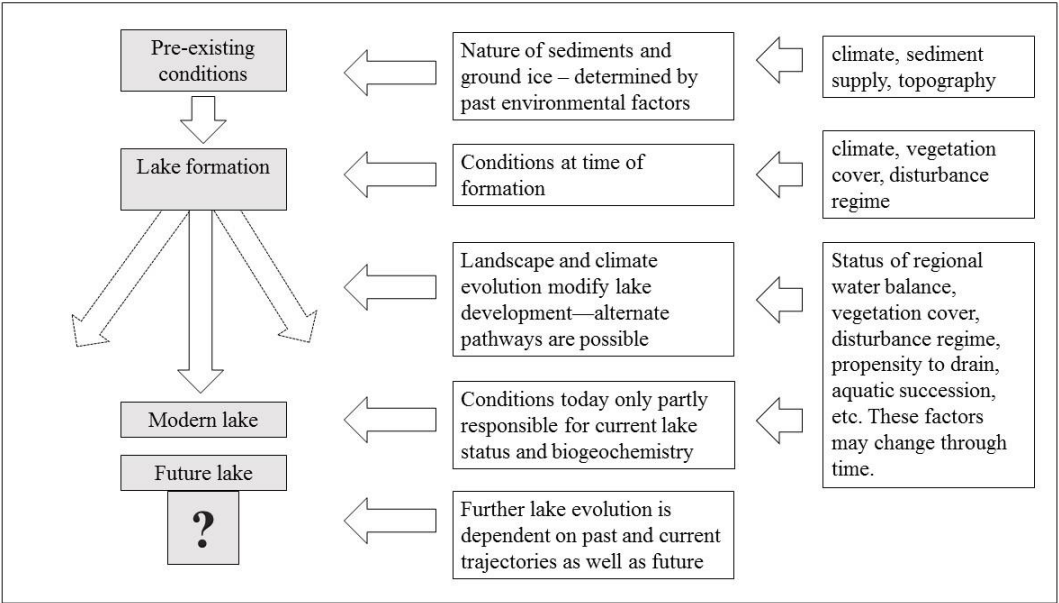 Pre-existing
conditions
Nature of sediments and
ground ice – determined by
past environmental factors
climate, sediment
supply, topography
Lake formation
Conditions at time of
formation
climate, vegetation
cover, disturbance
regime
Landscape and climate
evolution modify lake
development—alternate
pathways are possible
Status of regional
water balance,
vegetation cover,
disturbance regime,
propensity to drain,
aquatic succession,
etc. These factors
may change through
time.
Modern lake
Conditions today only partly
responsible for current lake
status and biogeochemistry
Future lake
?
Further lake evolution is
dependent on past and current
trajectories as well as future